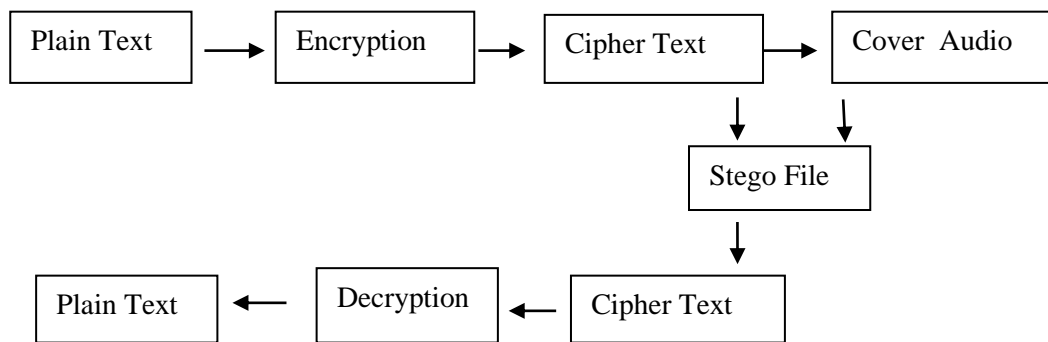 Plain Text
Encryption
Cipher Text
Cover Audio
Stego File
Plain Text
Decryption
Cipher Text